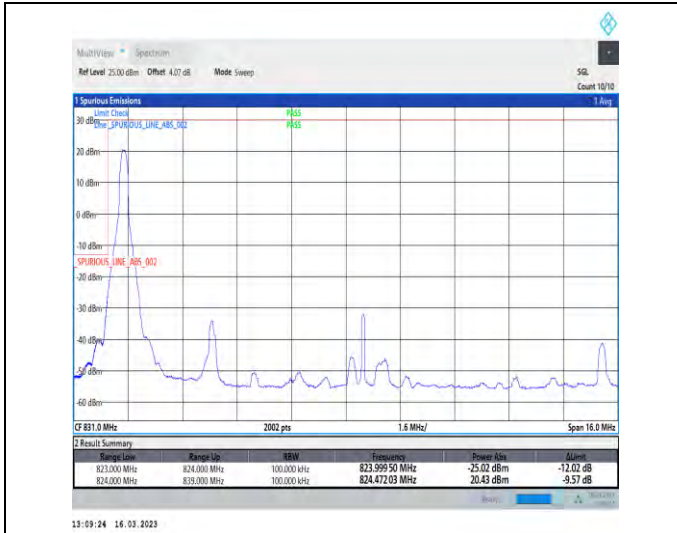 MultiView Spectrum
Ref Level 25.00 dBm Offset 4.07 dB Mode Sweep SGL
Count 10/10
1 Spurious Emissions 1 Avg
Limit Check PASS
30 dBm Line _SPURIOUS_LINE_ABS_002 PASS
20 dBm
10 dBm
0 dBm
-10 dBm
SPURIOUS_LINE_ABS_002
-20 dBm
-30 dBm
-40 dBm
-50 dBm
-60 dBm
CF 831.0 MHz 2002 pts 1.6 MHz/ Span 16.0 MHz
2 Result Summary
Range Low Range Up RBW Frequency Power Abs ΔLimit
823.000 MHz 824.000 MHz 100.000 kHz 823.99950 MHz -25.02 dBm -12.02 dB
824.000 MHz 839.000 MHz 100.000 kHz 824.47203 MHz 20.43 dBm -9.57 dB
13:09:24 16.03.2023